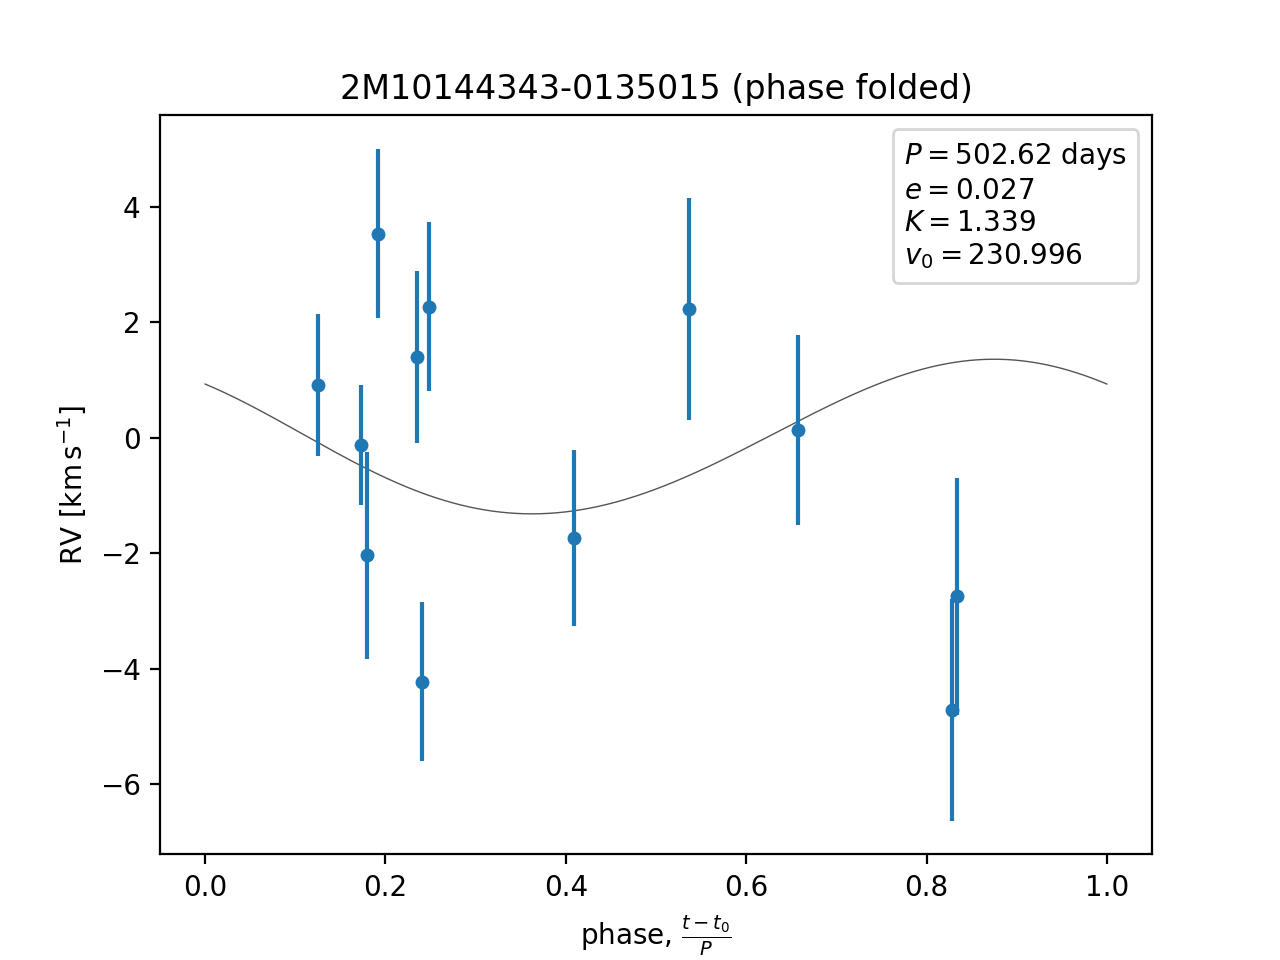 2M10144343-0135015 (phase folded)
P = 502.62 days
e = 0.027
K = 1.339
v₀ = 230.996
RV [km s⁻¹]
4
2
0
−2
−4
−6
0.0 0.2 0.4 0.6 0.8 1.0
phase, (t − t₀)/P